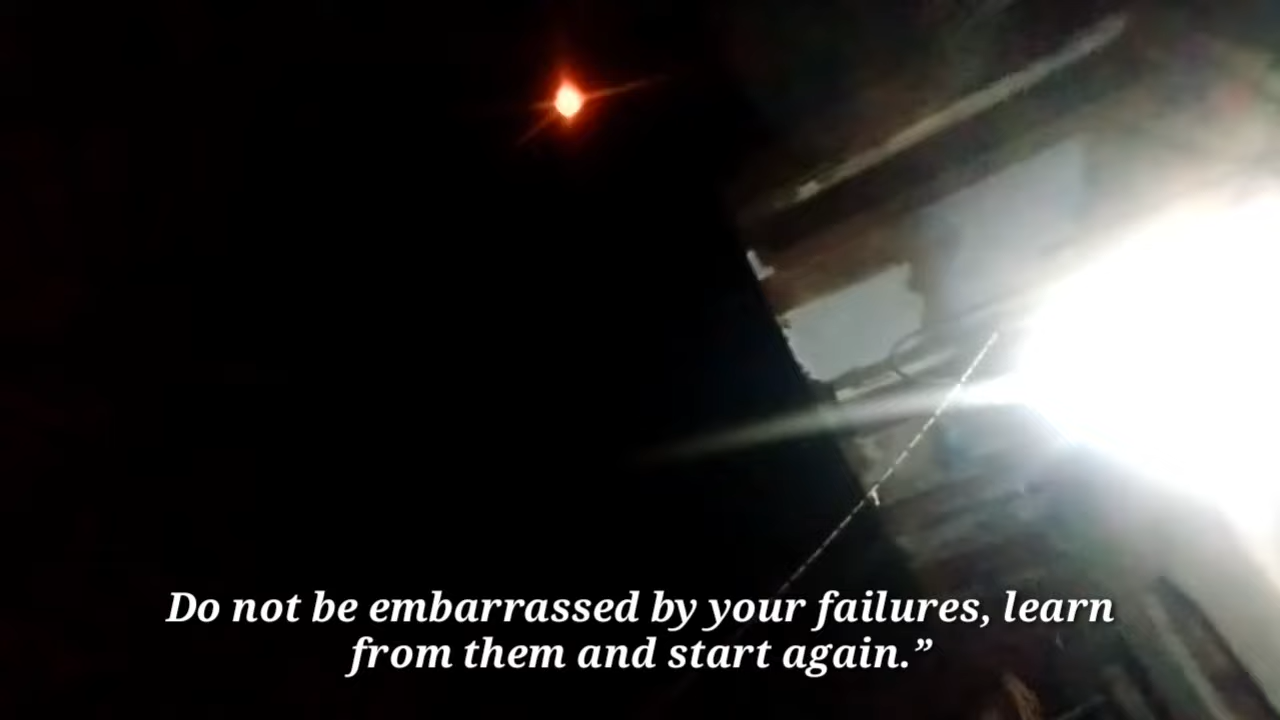 Do not be embarrassed by your failures, learn
from them and start again.”